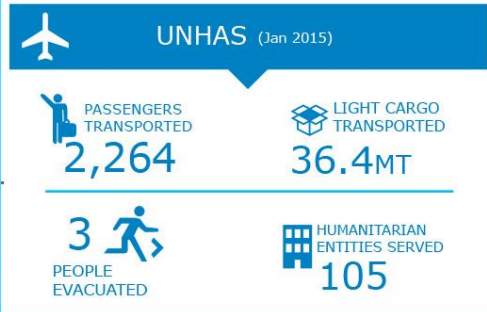 UNHAS (Jan 2015)
PASSENGERS
TRANSPORTED
2,264
LIGHT CARGO
TRANSPORTED
36.4MT
3
PEOPLE
EVACUATED
HUMANITARIAN
ENTITIES SERVED
105